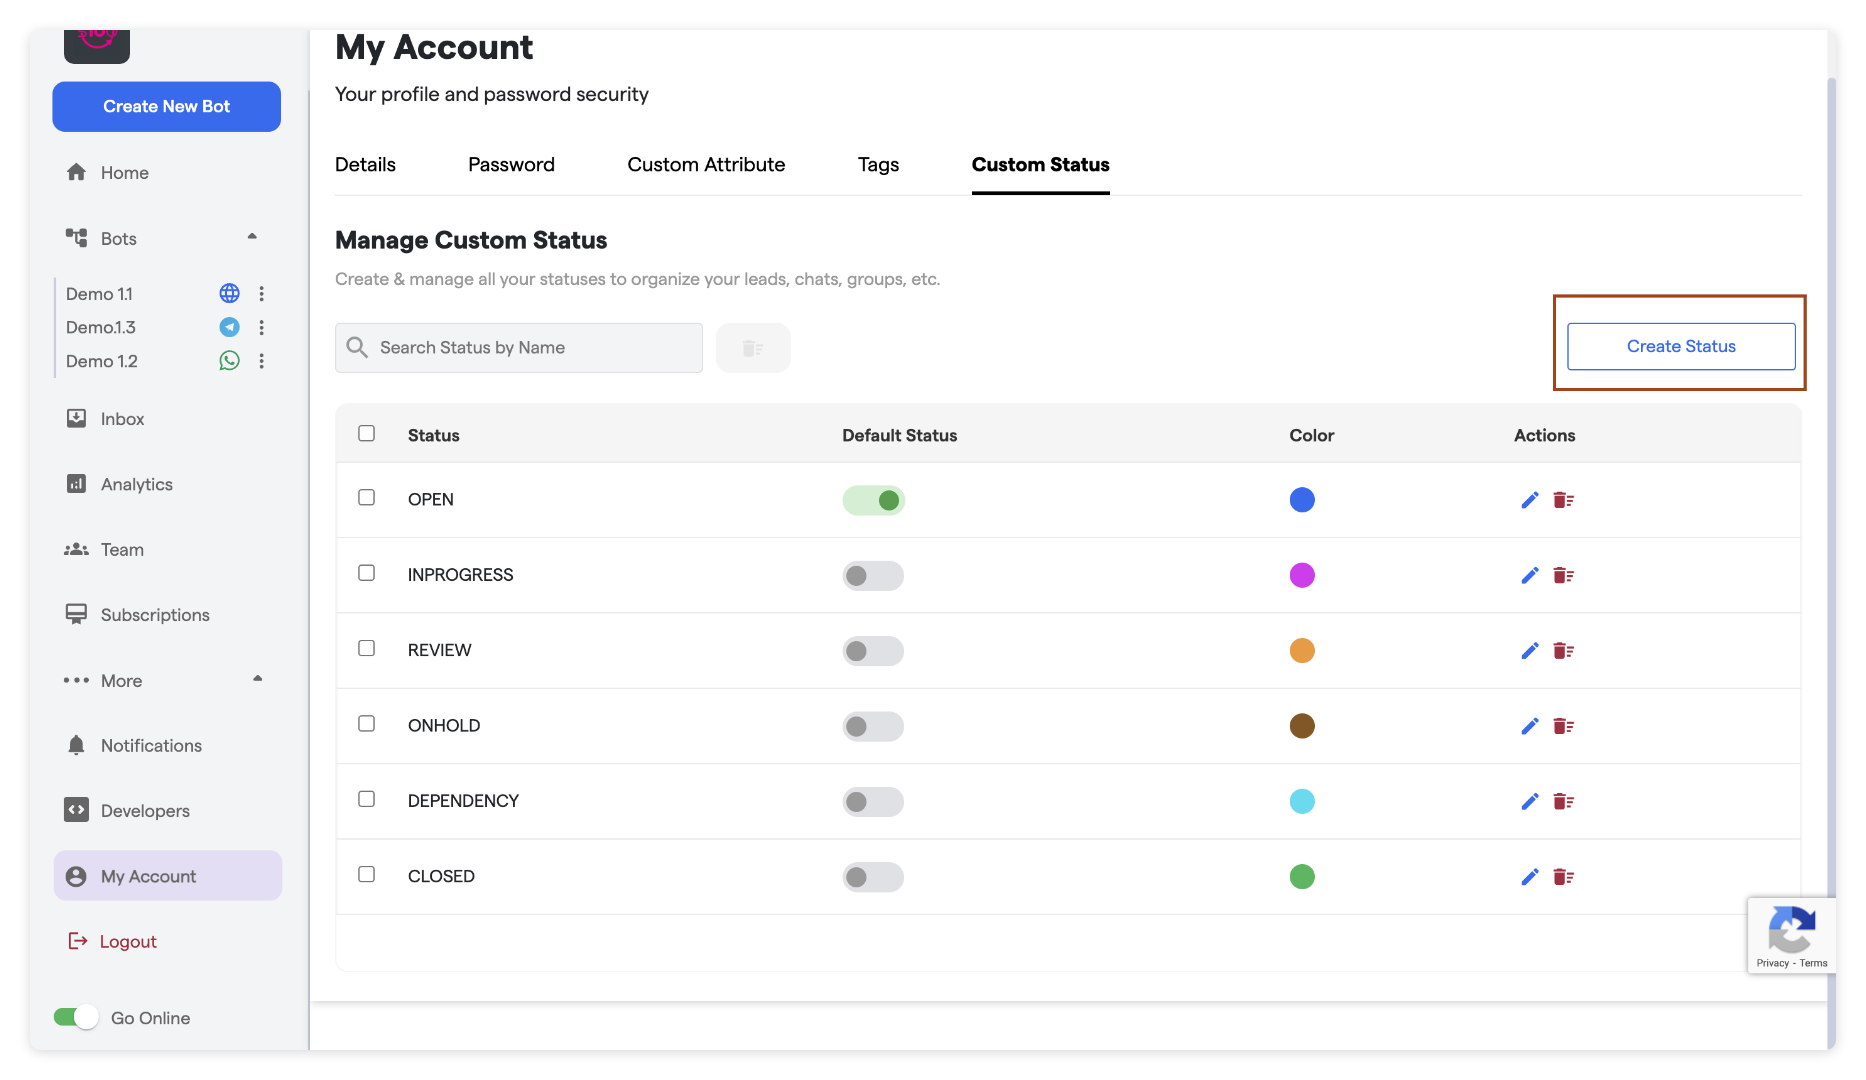 Create New Bot
Home
Bots
Demo 1.1
Demo.1.3
Demo 1.2
Inbox
Analytics
Team
Subscriptions
More
Notifications
Developers
My Account
Logout
Go Online
My Account
Your profile and password security
Details Password Custom Attribute Tags Custom Status
Manage Custom Status
Create & manage all your statuses to organize your leads, chats, groups, etc.
Search Status by Name
Create Status
Status Default Status Color Actions
OPEN
INPROGRESS
REVIEW
ONHOLD
DEPENDENCY
CLOSED
Privacy - Terms